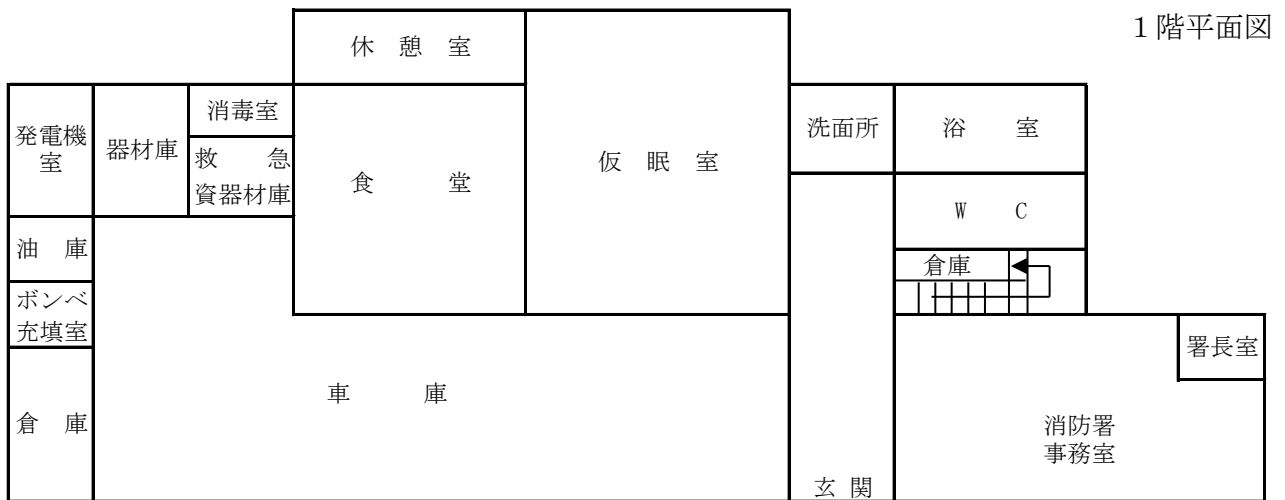 １階平面図
休 憩 室
発電機
室
器材庫
消毒室
救 急
資器材庫
食 堂
仮 眠 室
洗面所
浴 室
W C
油 庫
倉庫
ボンベ
充填室
署長室
車 庫
倉 庫
消防署
事務室
玄 関